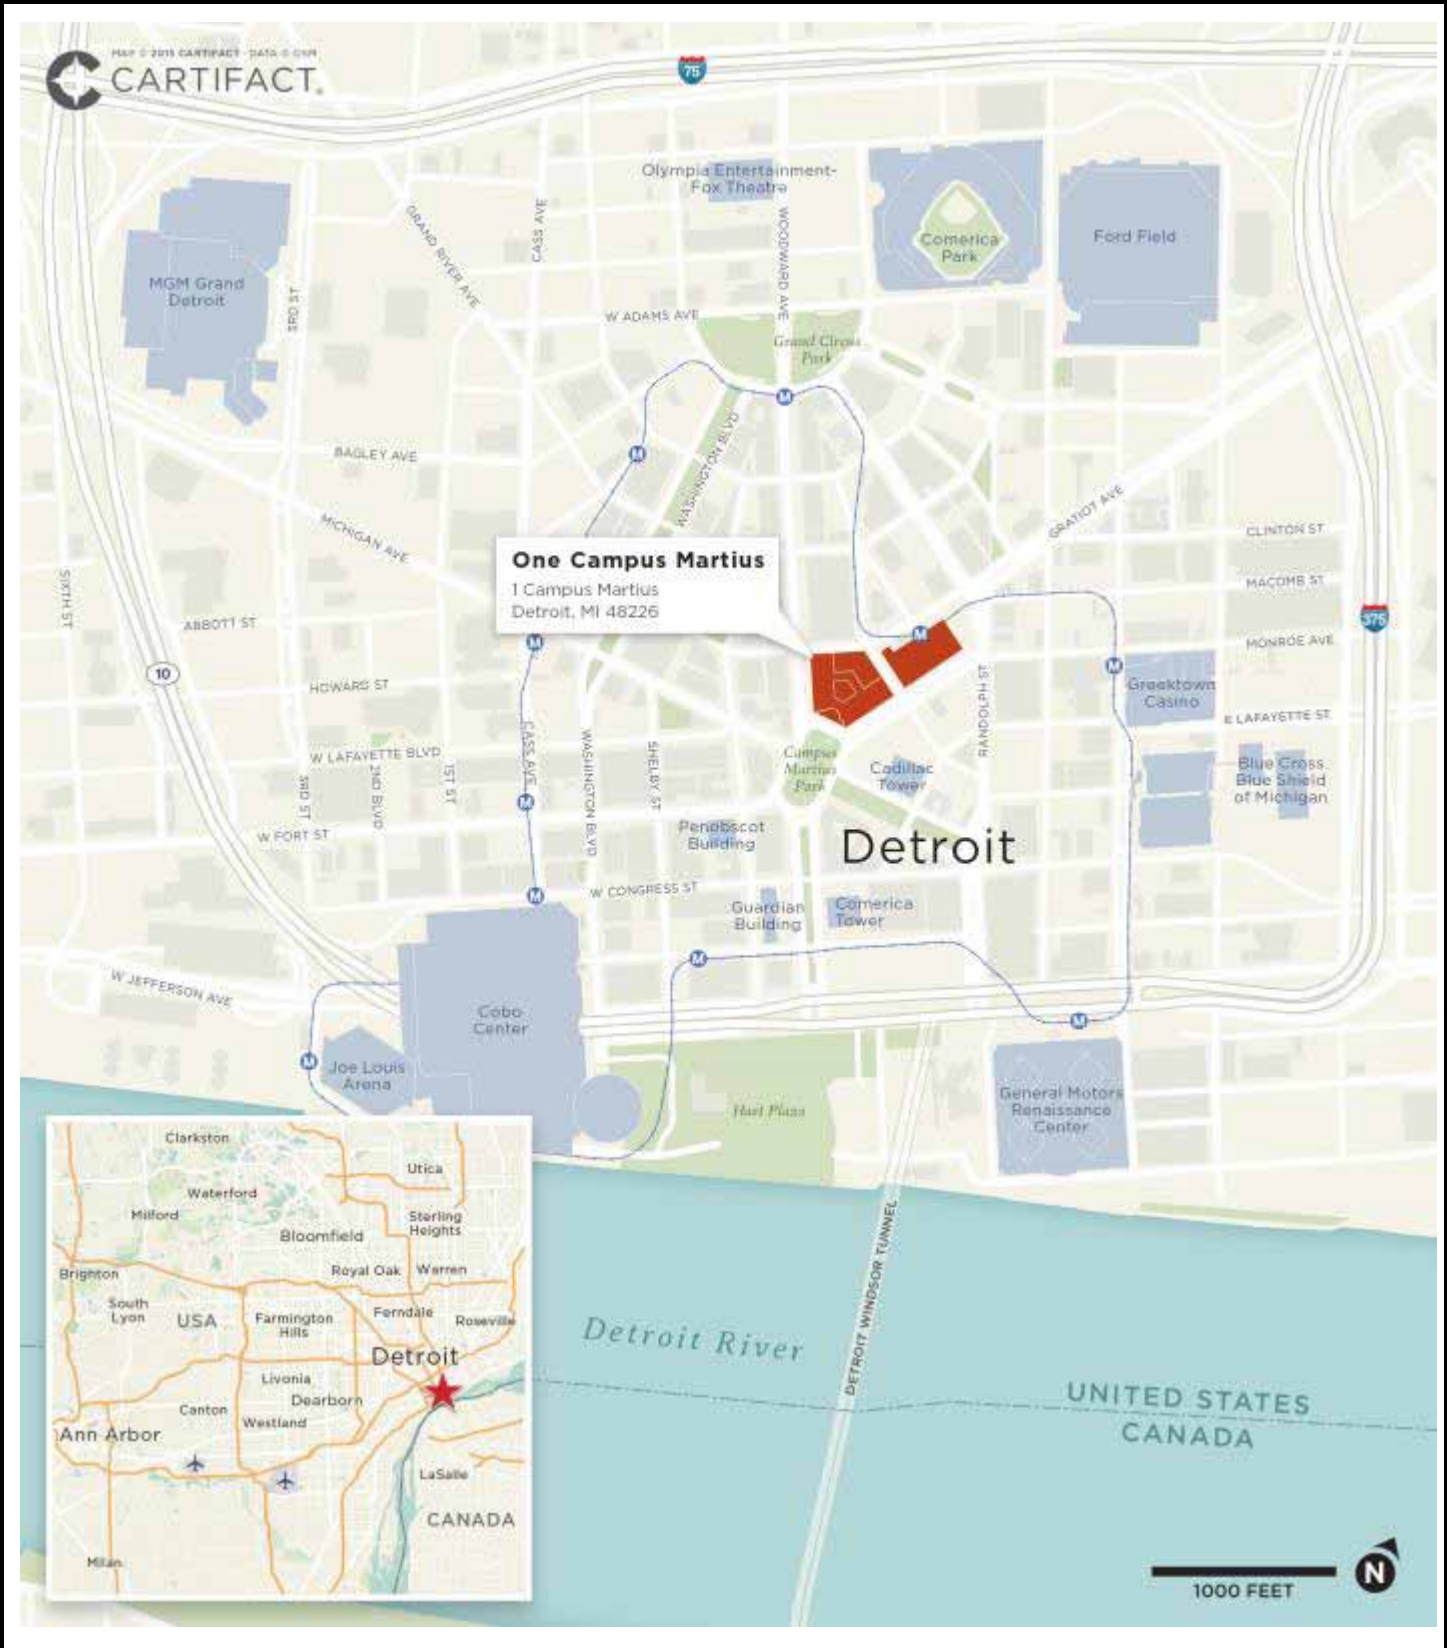 MAP © 2015 CARTIFACT · DATA © OSM
CARTIFACT®
75
Olympia Entertainment-
Fox Theatre
Comerica
Park
Ford Field
MGM Grand
Detroit
GRAND RIVER AVE
CASS AVE
WOODWARD AVE
3RD ST
W ADAMS AVE
Grand Circus
Park
M
M
WASHINGTON BLVD
BAGLEY AVE
MICHIGAN AVE
GRATIOT AVE
CLINTON ST
MACOMB ST
MONROE AVE
375
One Campus Martius
1 Campus Martius
Detroit, MI 48226
SIXTH ST
ABBOTT ST
M
M
M
10
HOWARD ST
RANDOLPH ST
Greektown
Casino
E LAFAYETTE ST
W LAFAYETTE BLVD
CASS AVE
WASHINGTON BLVD
SHELBY ST
3RD ST
2ND BLVD
1ST ST
M
Campus
Martius
Park
Cadillac
Tower
Blue Cross
Blue Shield
of Michigan
W FORT ST
Penobscot
Building
Detroit
W CONGRESS ST
M
Guardian
Building
Comerica
Tower
M
W JEFFERSON AVE
Cobo
Center
M
M
Joe Louis
Arena
Hart Plaza
General Motors
Renaissance
Center
DETROIT WINDSOR TUNNEL
Detroit River
UNITED STATES
CANADA
Clarkston
Utica
Waterford
Milford
Sterling
Heights
Bloomfield
Royal Oak
Warren
Brighton
South
Lyon
USA
Farmington
Hills
Ferndale
Roseville
Detroit
Livonia
Dearborn
Canton
Westland
Ann Arbor
LaSalle
CANADA
Milan
1000 FEET
N